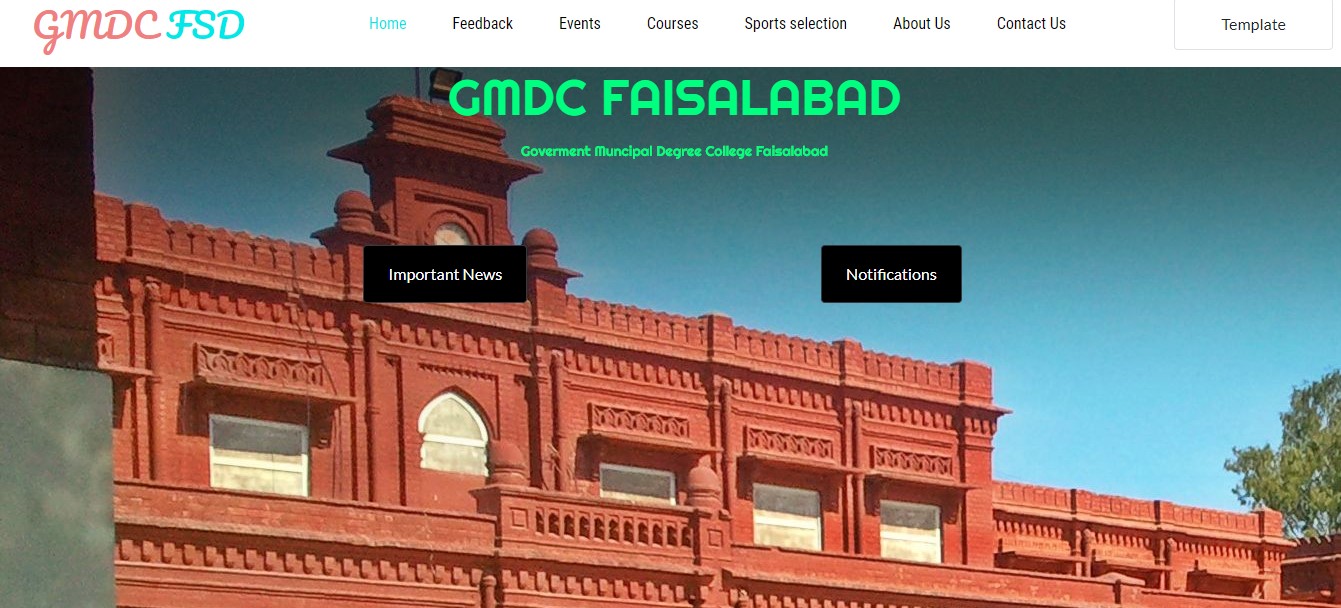 GMDC FSD
Home Feedback Events Courses Sports selection About Us Contact Us
Template
GMDC FAISALABAD
Goverment Muncipal Degree College Faisalabad
Important News
Notifications